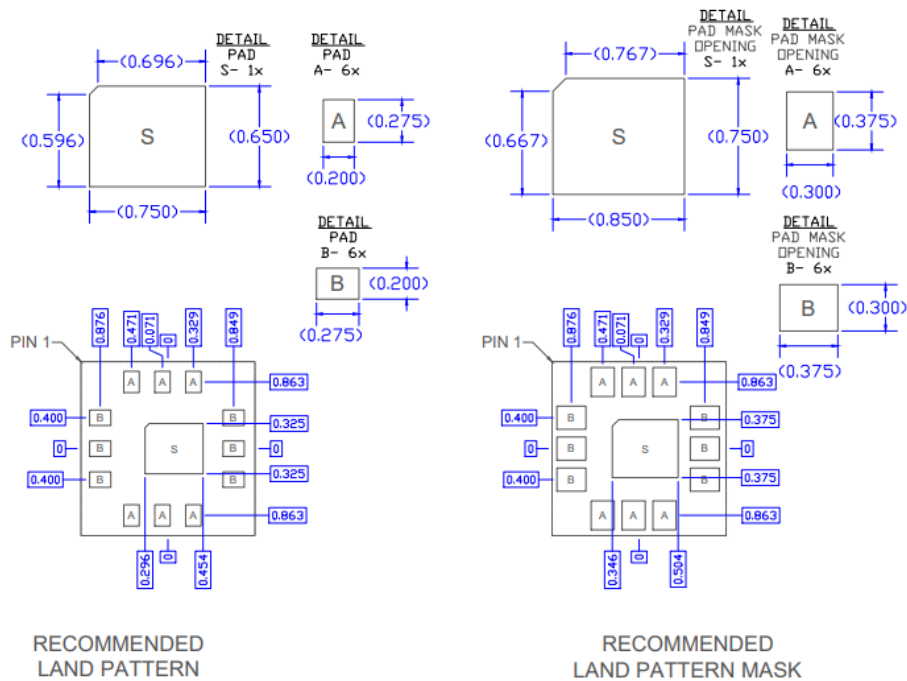 DETAIL
PAD
S- 1x
DETAIL
PAD
A- 6x
(0.696)
(0.596)
S
(0.650)
(0.750)
A
(0.275)
(0.200)
DETAIL
PAD
B- 6x
B
(0.200)
(0.275)
PIN 1
0.876
0.471
0.071
0
0.329
0.849
A
A
A
0.863
0.400
B
B
0.325
0
B
S
B
0
0.400
B
B
0.325
A
A
A
0.863
0.296
0
0.454
RECOMMENDED
LAND PATTERN
DETAIL
PAD MASK
OPENING
S- 1x
DETAIL
PAD MASK
OPENING
A- 6x
(0.767)
(0.667)
S
(0.750)
(0.850)
A
(0.375)
(0.300)
DETAIL
PAD MASK
OPENING
B- 6x
B
(0.300)
(0.375)
PIN 1
0.876
0.471
0.071
0
0.329
0.849
A
A
A
0.863
0.400
B
B
0.375
0
B
S
B
0
0.400
B
B
0.375
A
A
A
0.863
0.346
0
0.504
RECOMMENDED
LAND PATTERN MASK